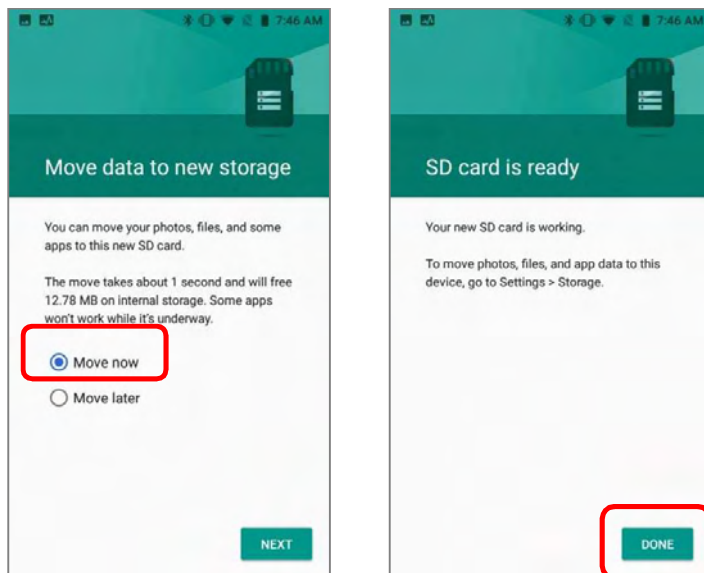 7:46 AM
Move data to new storage
You can move your photos, files, and some
apps to this new SD card.
The move takes about 1 second and will free
12.78 MB on internal storage. Some apps
won't work while it's underway.
Move now
Move later
NEXT
7:46 AM
SD card is ready
Your new SD card is working.
To move photos, files, and app data to this
device, go to Settings > Storage.
DONE